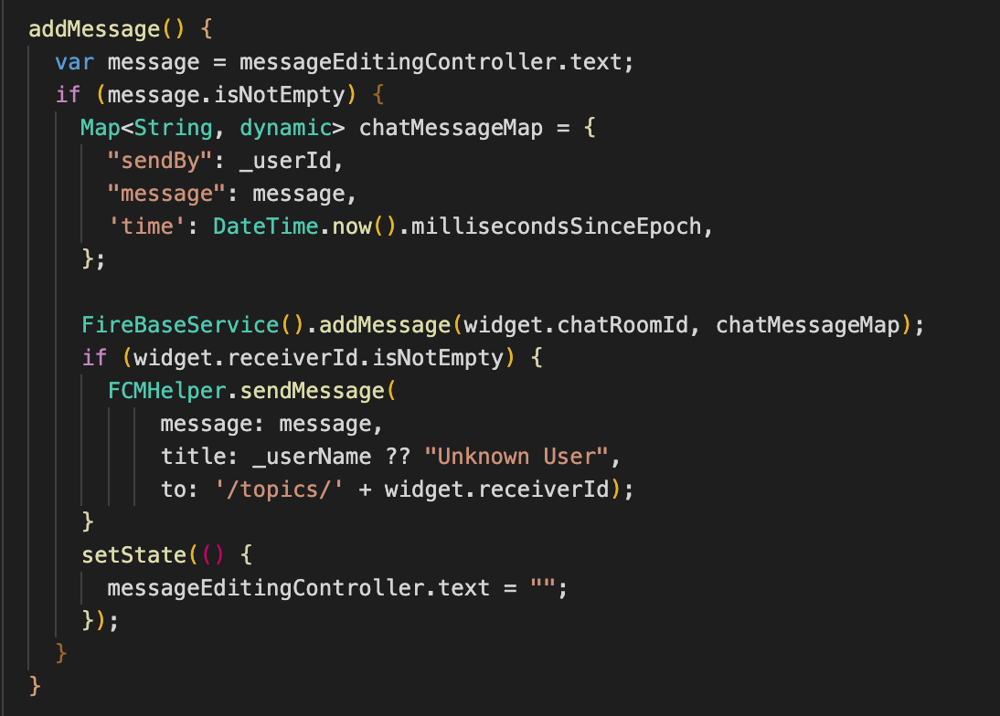 addMessage() {
var message = messageEditingController.text;
if (message.isNotEmpty) {
Map<String, dynamic> chatMessageMap = {
"sendBy": _userId,
"message": message,
'time': DateTime.now().millisecondsSinceEpoch,
};
FireBaseService().addMessage(widget.chatRoomId, chatMessageMap);
if (widget.receiverId.isNotEmpty) {
FCMHelper.sendMessage(
message: message,
title: _userName ?? "Unknown User",
to: '/topics/' + widget.receiverId);
}
setState(() {
messageEditingController.text = "";
});
}
}